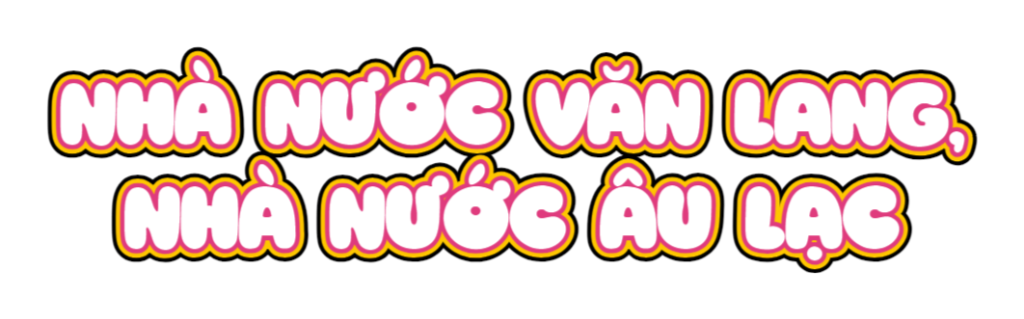 NHÀ NƯỚC VĂN LANG,
NHÀ NƯỚC ÂU LẠC